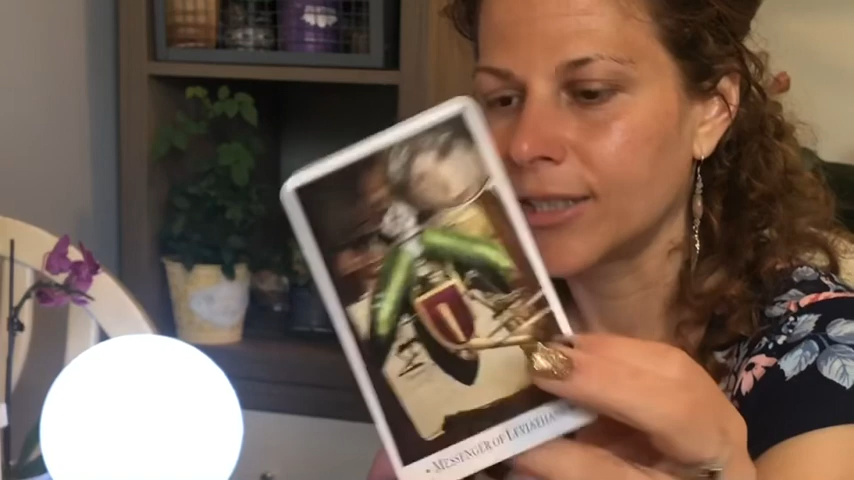 • MESSENGER OF LEVIATHAN